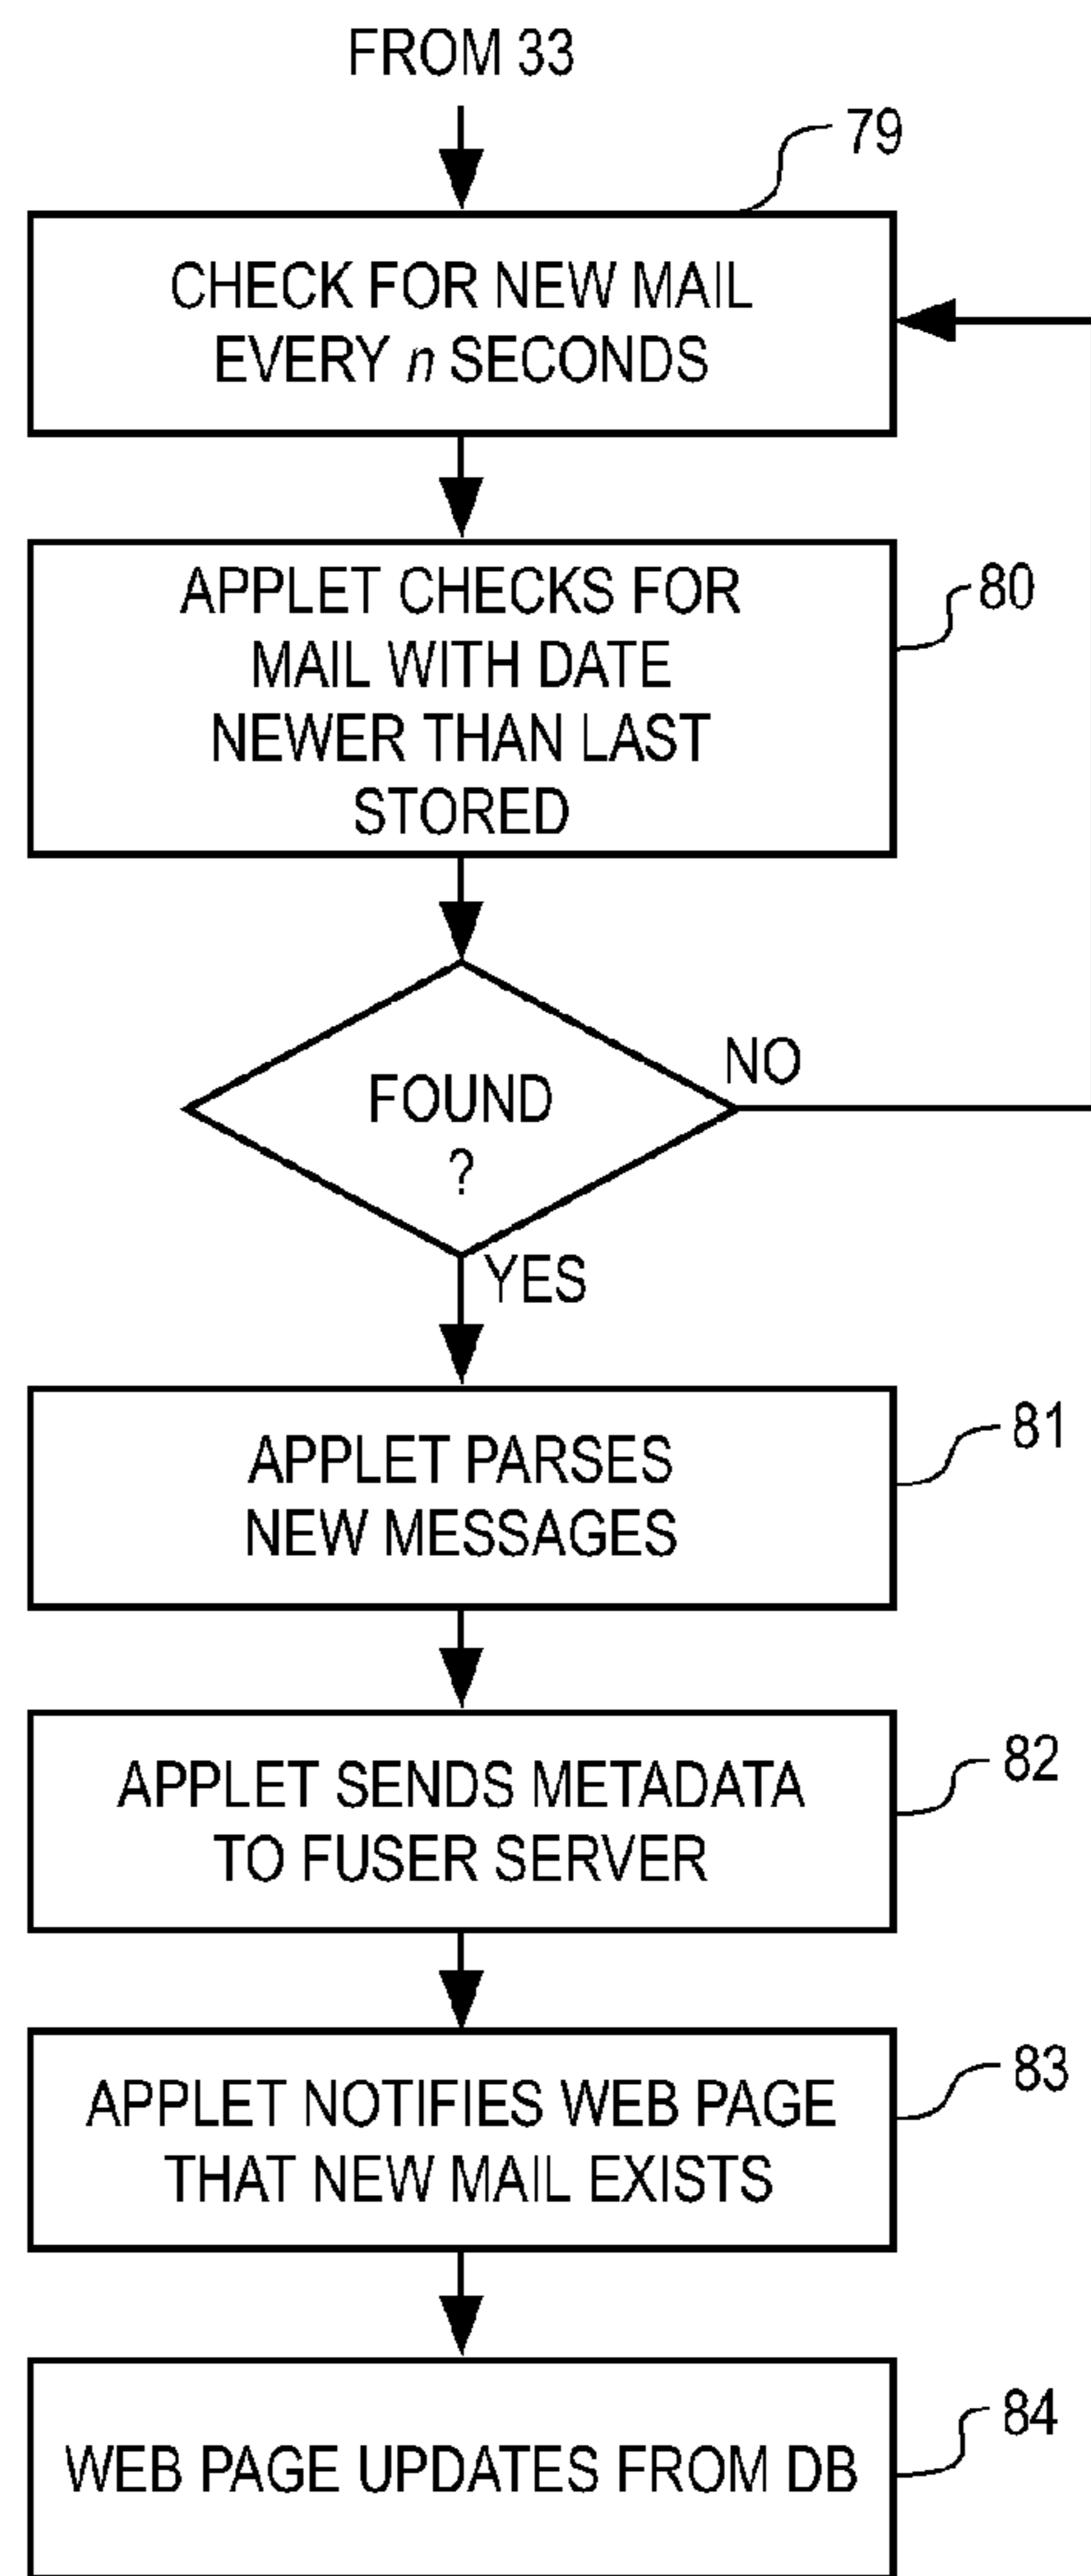 FROM 33
79
CHECK FOR NEW MAIL
EVERY n SECONDS
80
APPLET CHECKS FOR
MAIL WITH DATE
NEWER THAN LAST
STORED
NO
FOUND
?
YES
81
APPLET PARSES
NEW MESSAGES
82
APPLET SENDS METADATA
TO FUSER SERVER
83
APPLET NOTIFIES WEB PAGE
THAT NEW MAIL EXISTS
84
WEB PAGE UPDATES FROM DB